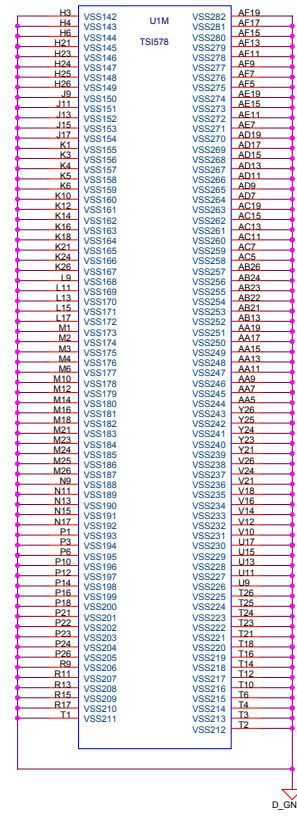 U1M
TSI578
H3 VSS142
H4 VSS143
H6 VSS144
H21 VSS145
H23 VSS146
H24 VSS147
H25 VSS148
H26 VSS149
J9 VSS150
J11 VSS151
J13 VSS152
J15 VSS153
J17 VSS154
K1 VSS155
K3 VSS156
K4 VSS157
K5 VSS158
K6 VSS159
K10 VSS160
K12 VSS161
K14 VSS162
K16 VSS163
K18 VSS164
K21 VSS165
K24 VSS166
K26 VSS167
L9 VSS168
L11 VSS169
L13 VSS170
L15 VSS171
L17 VSS172
M1 VSS173
M2 VSS174
M3 VSS175
M4 VSS176
M6 VSS177
M10 VSS178
M12 VSS179
M14 VSS180
M16 VSS181
M18 VSS182
M21 VSS183
M23 VSS184
M24 VSS185
M25 VSS186
M26 VSS187
N9 VSS188
N11 VSS189
N13 VSS190
N15 VSS191
N17 VSS192
P1 VSS193
P3 VSS194
P6 VSS195
P10 VSS196
P12 VSS197
P14 VSS198
P16 VSS199
P18 VSS200
P21 VSS201
P22 VSS202
P23 VSS203
P24 VSS204
P26 VSS205
R9 VSS206
R11 VSS207
R13 VSS208
R15 VSS209
R17 VSS210
T1 VSS211
VSS282 AF19
VSS281 AF17
VSS280 AF15
VSS279 AF13
VSS278 AF11
VSS277 AF9
VSS276 AF7
VSS275 AF5
VSS274 AE19
VSS273 AE15
VSS272 AE11
VSS271 AE7
VSS270 AD19
VSS269 AD17
VSS268 AD15
VSS267 AD13
VSS266 AD11
VSS265 AD9
VSS264 AD7
VSS263 AC19
VSS262 AC15
VSS261 AC13
VSS260 AC11
VSS259 AC7
VSS258 AC5
VSS257 AB26
VSS256 AB24
VSS255 AB23
VSS254 AB22
VSS253 AB21
VSS252 AB13
VSS251 AA19
VSS250 AA17
VSS249 AA15
VSS248 AA13
VSS247 AA11
VSS246 AA9
VSS245 AA7
VSS244 AA5
VSS243 Y26
VSS242 Y25
VSS241 Y24
VSS240 Y23
VSS239 Y21
VSS238 V26
VSS237 V24
VSS236 V21
VSS235 V18
VSS234 V16
VSS233 V14
VSS232 V12
VSS231 V10
VSS230 U17
VSS229 U15
VSS228 U13
VSS227 U11
VSS226 U9
VSS225 T26
VSS224 T25
VSS223 T24
VSS222 T23
VSS221 T21
VSS220 T18
VSS219 T16
VSS218 T14
VSS217 T12
VSS216 T10
VSS215 T6
VSS214 T4
VSS213 T3
VSS212 T2